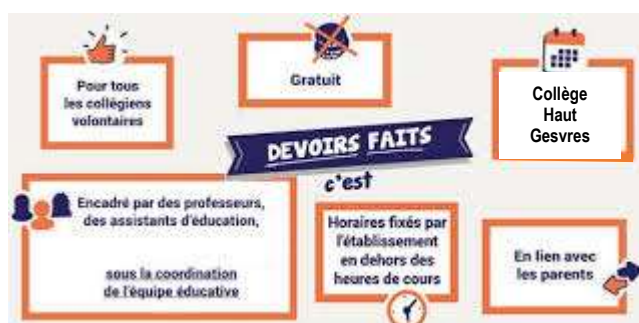 Pour tous
les collégiens
volontaires
Gratuit
Collège
Haut
Gesvres
DEVOIRS FAITS
c'est
Encadré par des professeurs,
des assistants d'éducation,
sous la coordination
de l'équipe éducative
Horaires fixés par
l'établissement
en dehors des
heures de cours
En lien avec
les parents